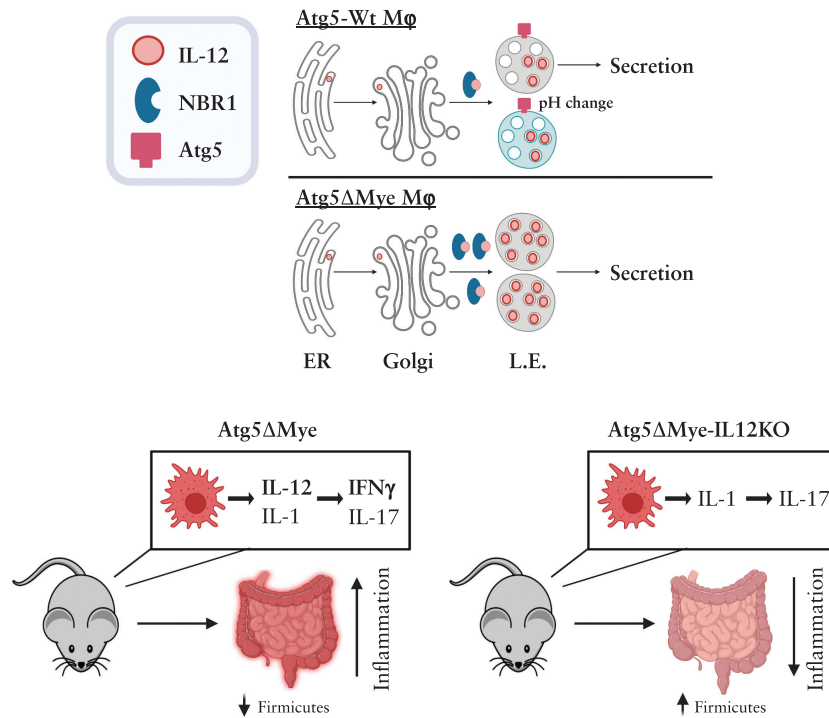 IL-12
NBR1
Atg5
Atg5-Wt Mφ
Secretion
pH change
Atg5ΔMye Mφ
Secretion
ER
Golgi
L.E.
Atg5ΔMye
IL-12
IFNγ
IL-1
IL-17
Inflammation
Firmicutes
Atg5ΔMye-IL12KO
IL-1
IL-17
Inflammation
Firmicutes